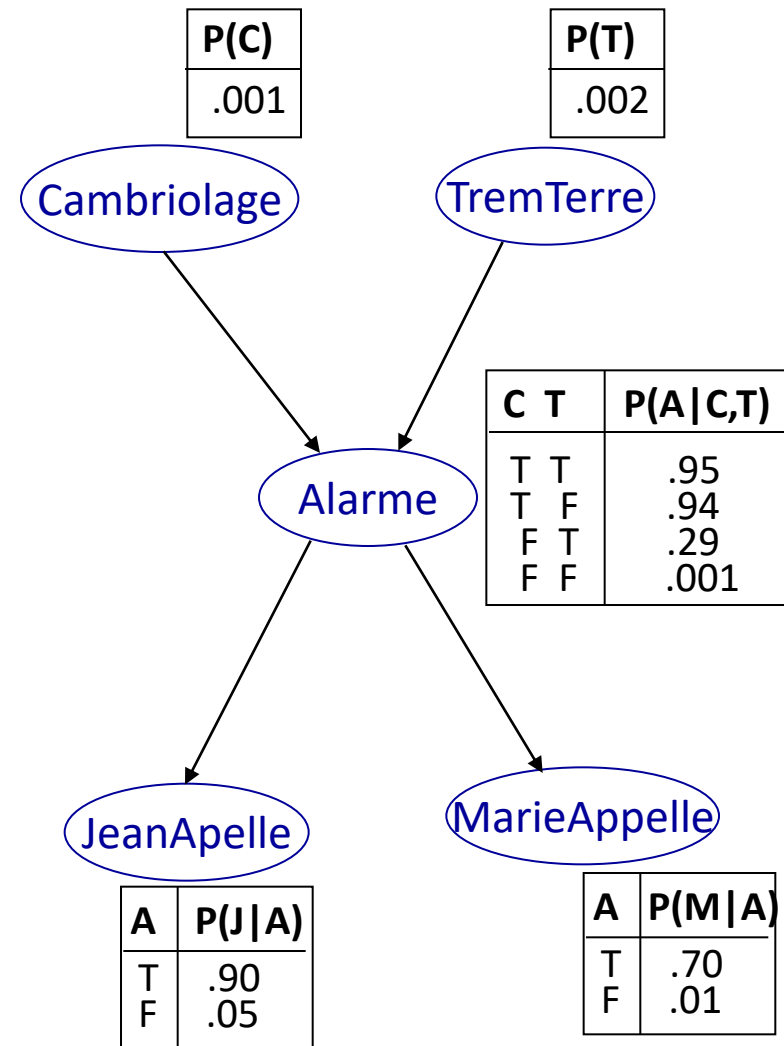 P(C)
.001
P(T)
.002
Cambriolage
TremTerre
C T P(A|C,T)
T T .95
T F .94
F T .29
F F .001
Alarme
JeanApelle
MarieAppelle
A P(J|A)
T .90
F .05
A P(M|A)
T .70
F .01